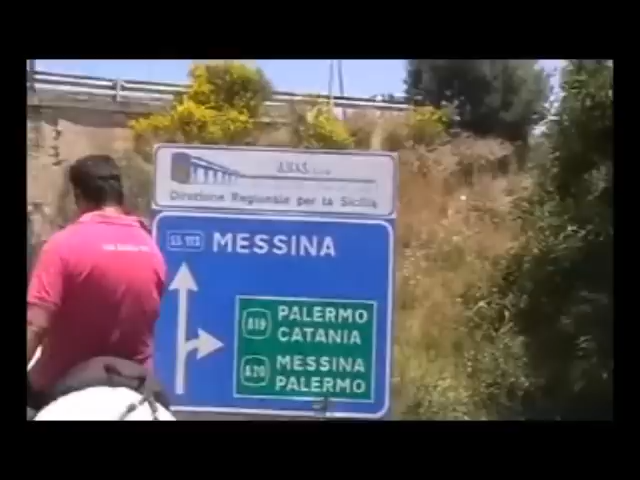 ANAS
Direzione Regionale per la Sicilia
SS 113 MESSINA
A19 PALERMO
CATANIA
A20 MESSINA
PALERMO